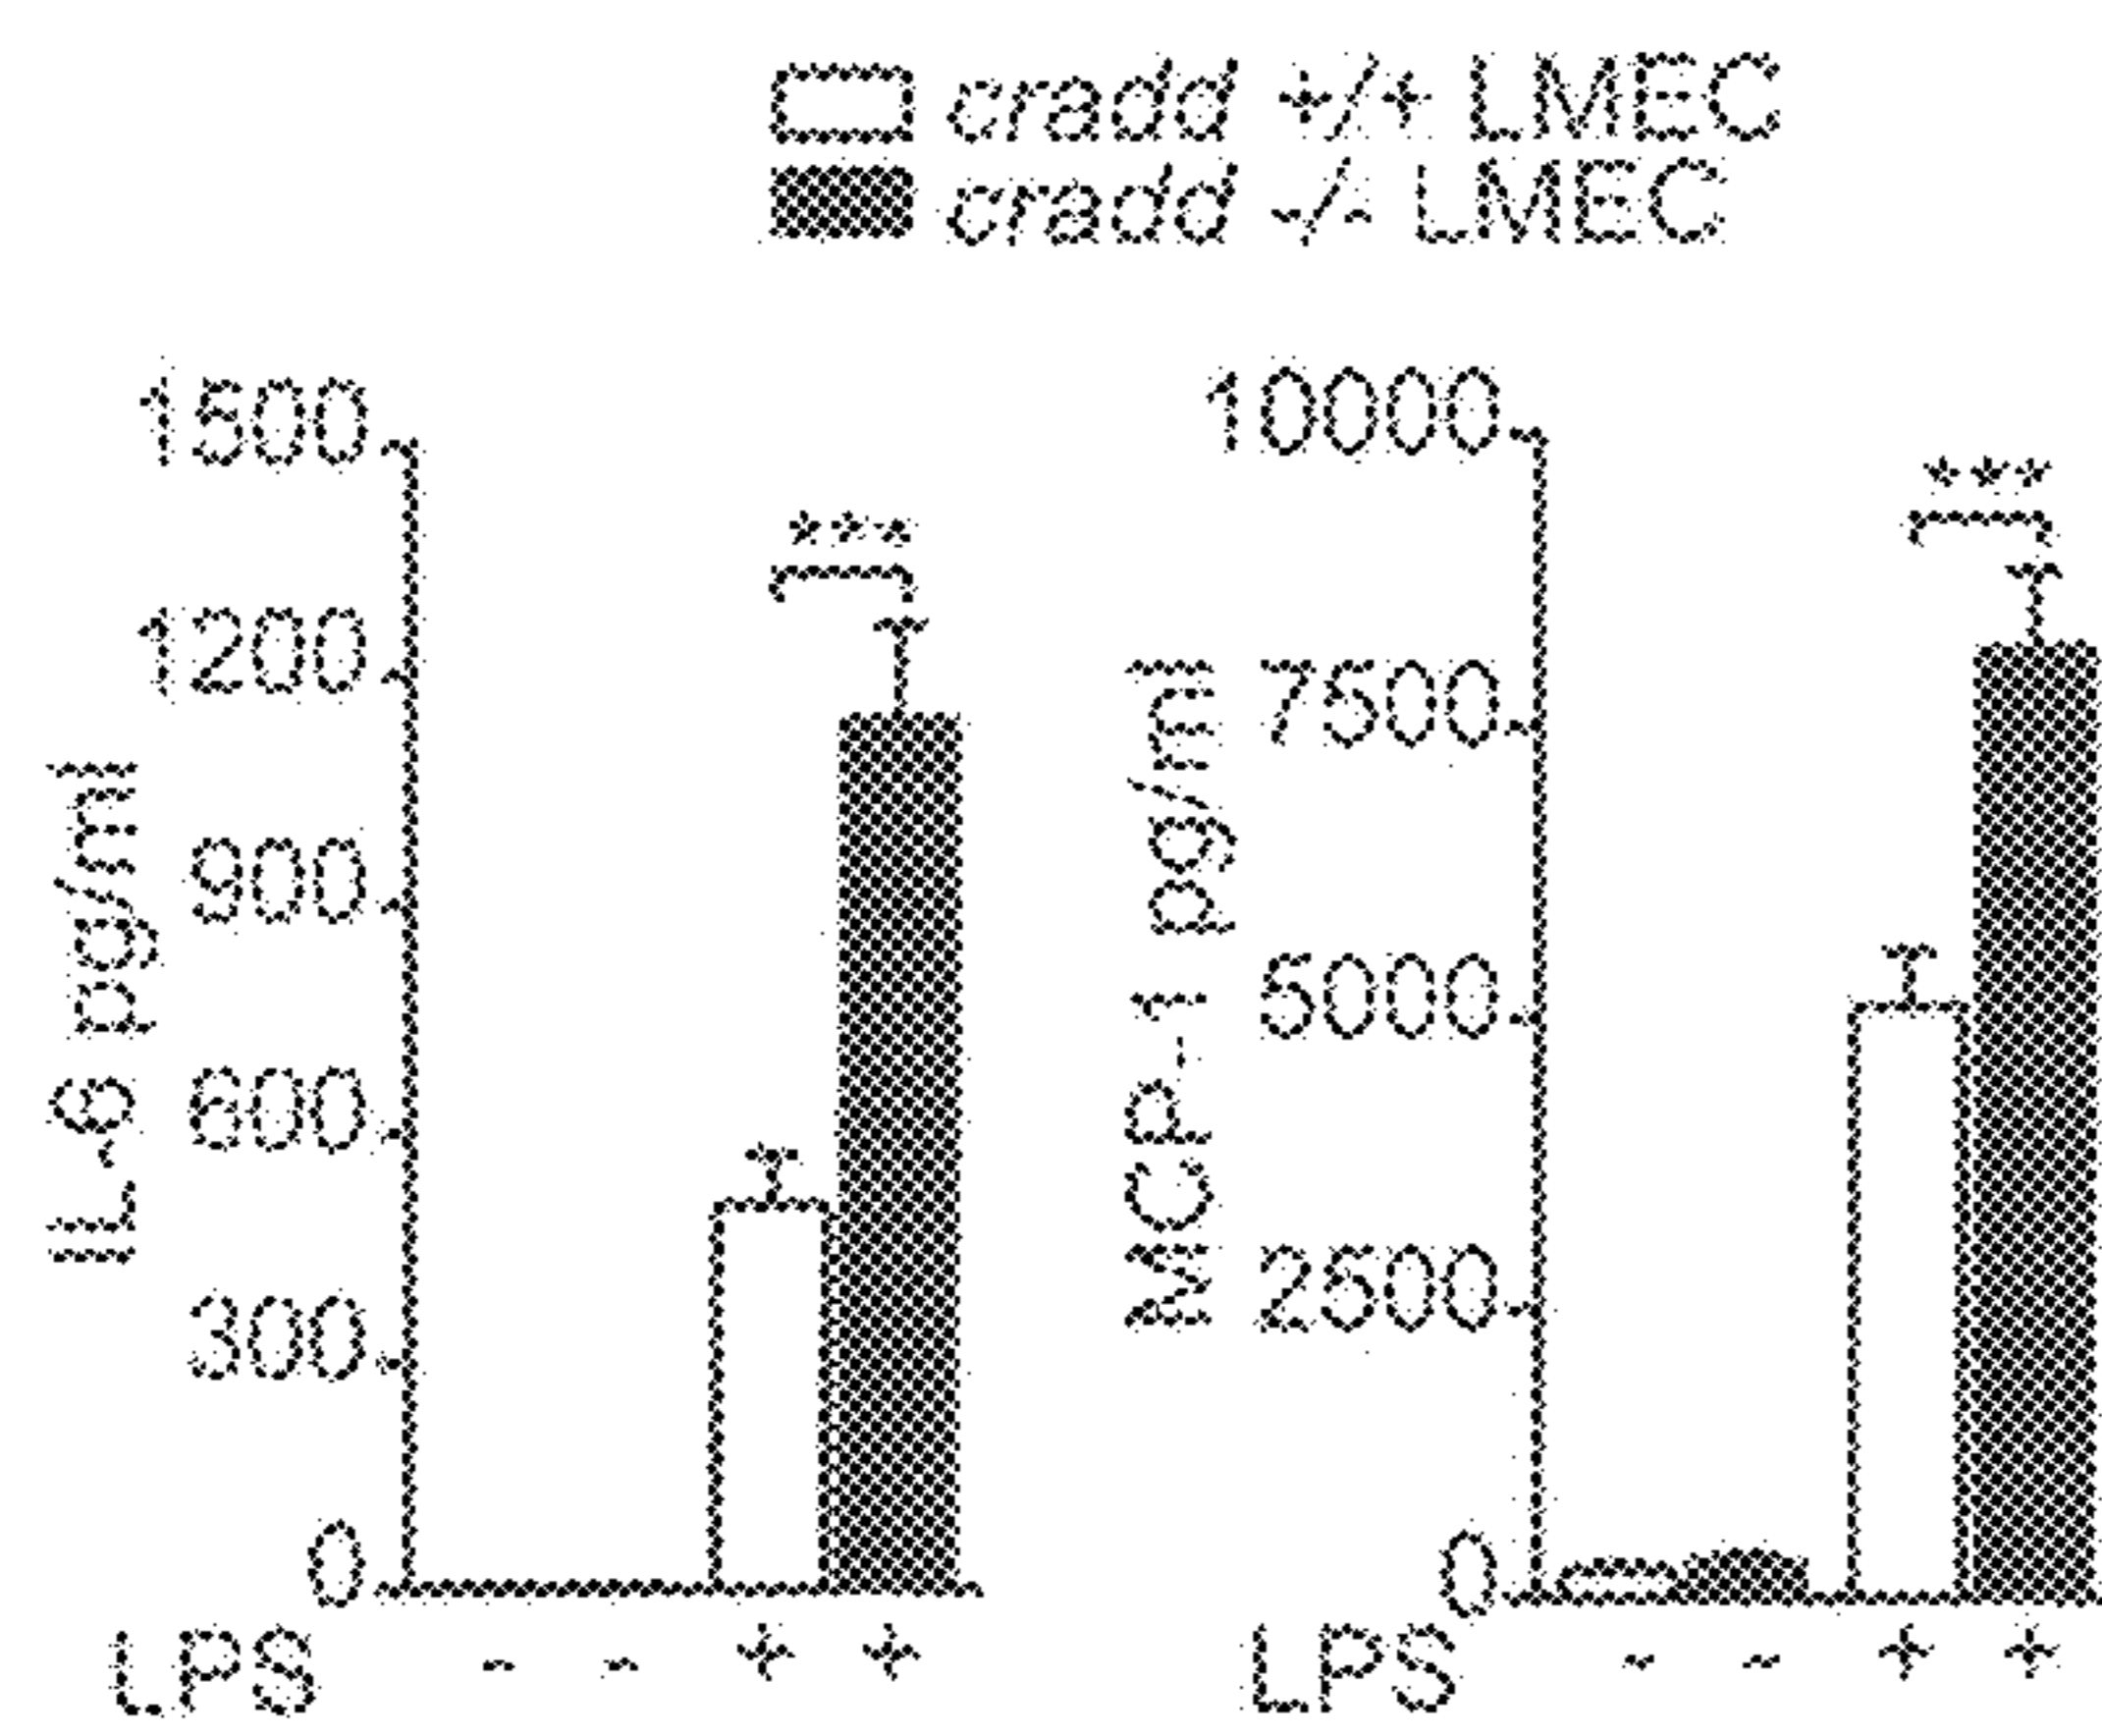 cradd +/+ LMEC
cradd -/- LMEC
IL-6 pg/ml
1500
***
1200
900
600
300
0
LPS - - + +
MCP-1 pg/ml
10000
***
7500
5000
2500
0
LPS - - + +